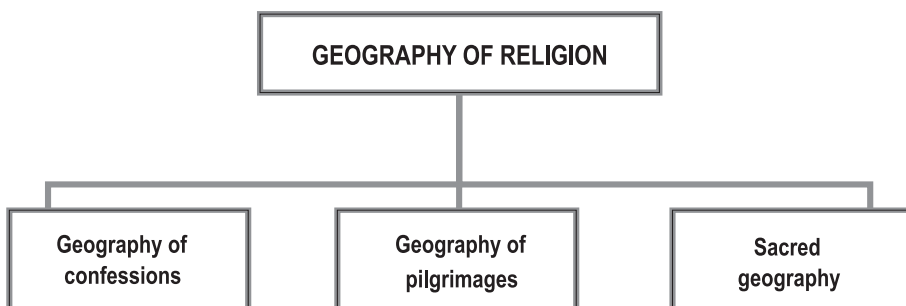 GEOGRAPHY OF RELIGION
Geography of
confessions
Geography of
pilgrimages
Sacred
geography